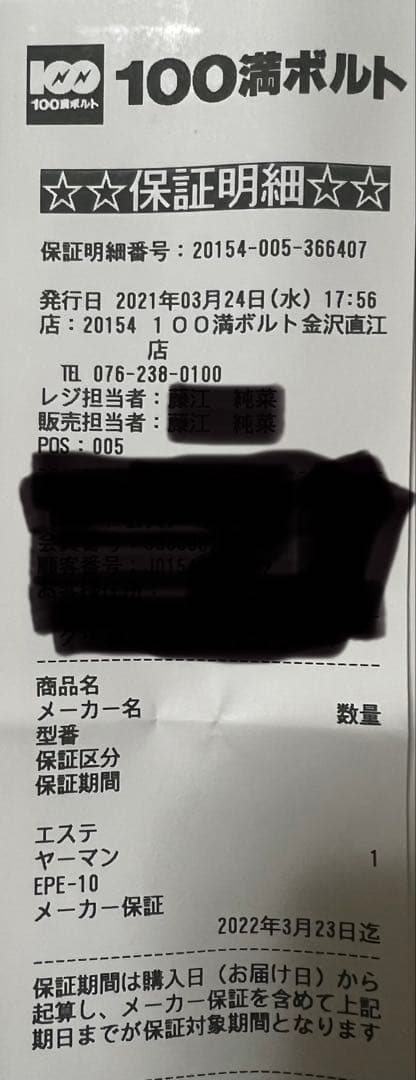 100
100満ボルト
100満ボルト
☆☆保証明細☆☆
保証明細番号：20154-005-366407
発行日 2021年03月24日(水) 17:56
店：20154 １００満ボルト金沢直江
店
℡ 076-238-0100
レジ担当者：
販売担当者：
POS：005
商品名
メーカー名 数量
型番
保証区分
保証期間
エステ
ヤーマン 1
EPE-10
メーカー保証
2022年3月23日迄
保証期間は購入日（お届け日）から
起算し、メーカー保証を含めて上記
期日までが保証対象期間となります